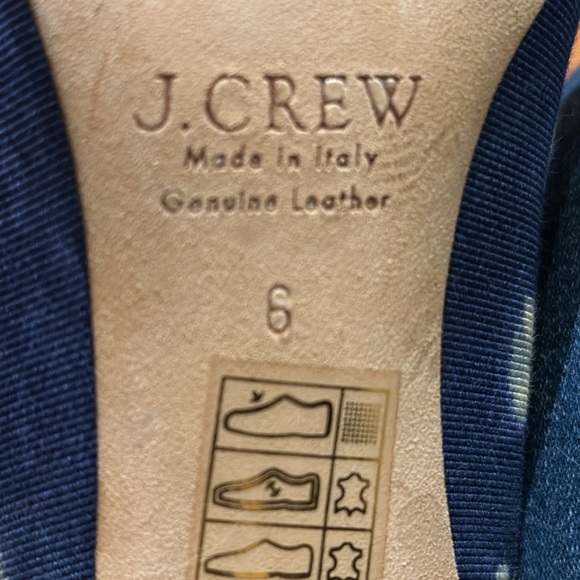 J.CREW
Made in Italy
Genuine Leather
6